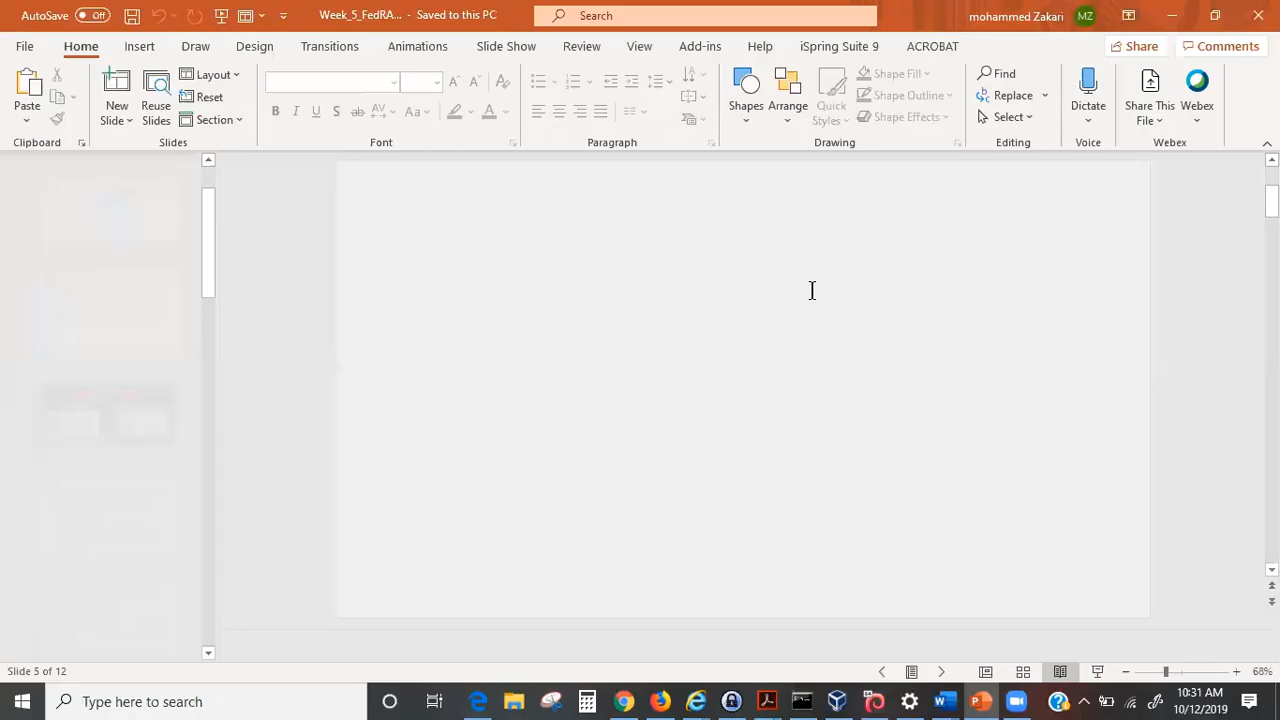 AutoSave Off Week_5_FedRA... - Saved to this PC Search mohammed Zakari MZ
File Home Insert Draw Design Transitions Animations Slide Show Review View Add-ins Help iSpring Suite 9 ACROBAT Share Comments
Paste
New Slide
Reuse Slides
Layout
Reset
Section
B I U S ab AV Aa A
Shapes
Arrange
Quick Styles
Shape Fill
Shape Outline
Shape Effects
Find
Replace
Select
Dictate
Share This File
Webex
Clipboard Slides Font Paragraph Drawing Editing Voice Webex
Slide 5 of 12 68%
Type here to search
10:31 AM
10/12/2019